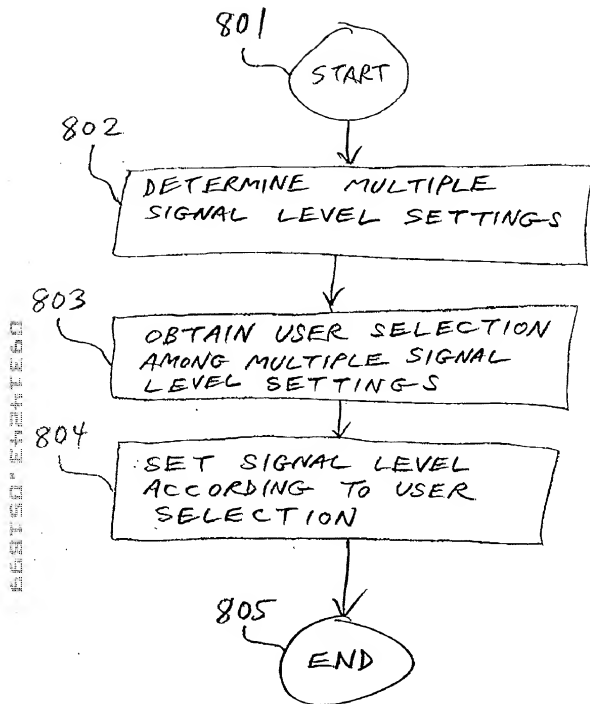 801
START
802
DETERMINE MULTIPLE
SIGNAL LEVEL SETTINGS
803
OBTAIN USER SELECTION
AMONG MULTIPLE SIGNAL
LEVEL SETTINGS
804
SET SIGNAL LEVEL
ACCORDING TO USER
SELECTION
805
END